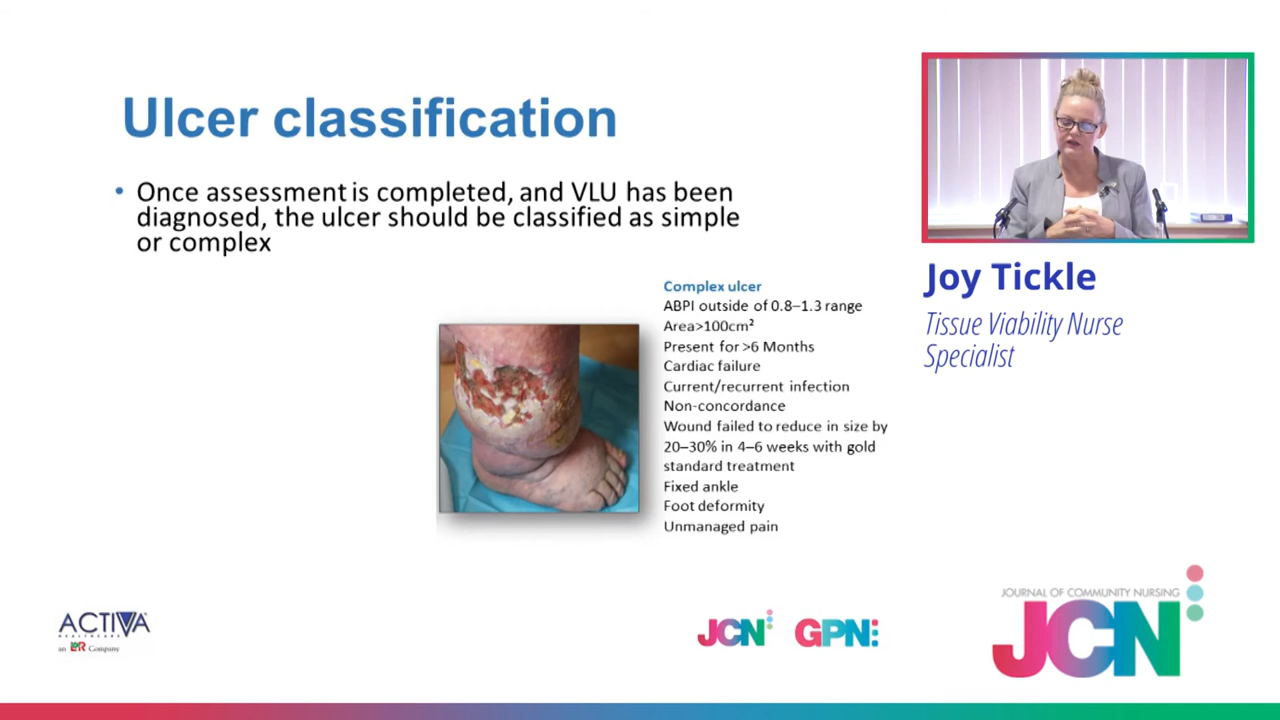 Ulcer classification
• Once assessment is completed, and VLU has been
diagnosed, the ulcer should be classified as simple
or complex
Complex ulcer
ABPI outside of 0.8–1.3 range
Area>100cm²
Present for >6 Months
Cardiac failure
Current/recurrent infection
Non-concordance
Wound failed to reduce in size by
20–30% in 4–6 weeks with gold
standard treatment
Fixed ankle
Foot deformity
Unmanaged pain
Joy Tickle
Tissue Viability Nurse
Specialist
ACTIVA
HEALTHCARE
an L&R Company
JCN
GPN
JOURNAL OF COMMUNITY NURSING
JCN